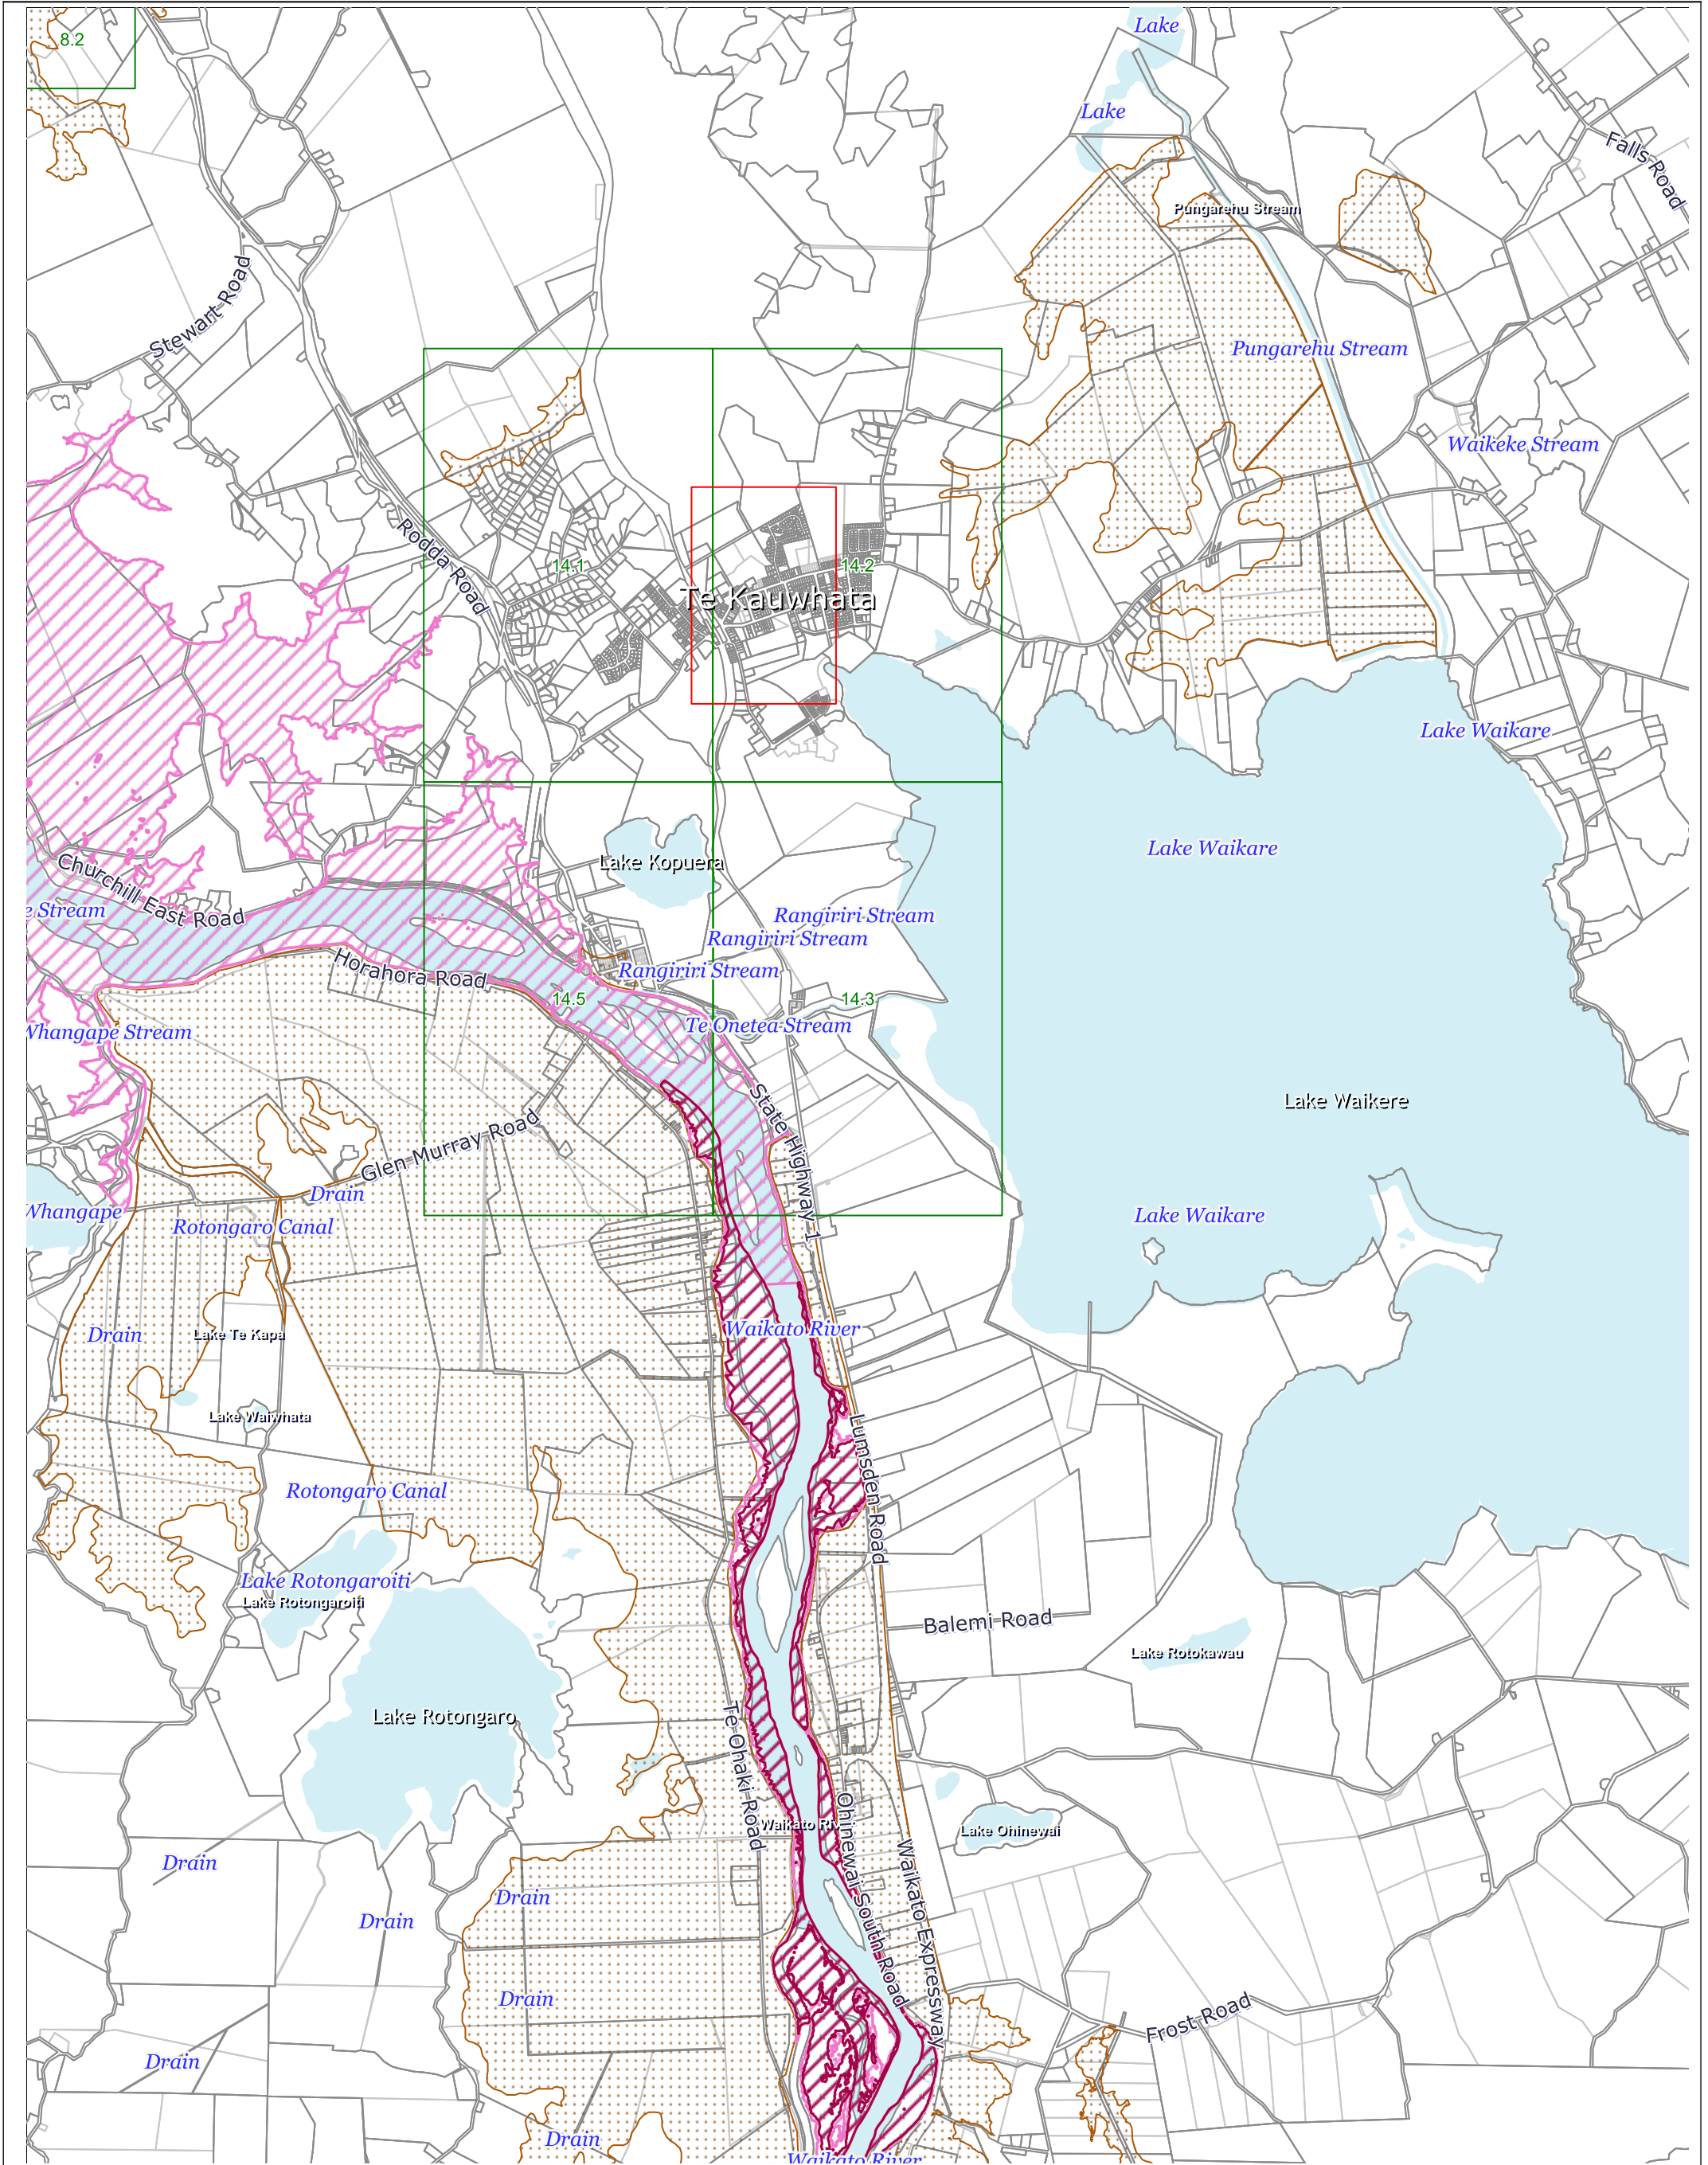 Lake
8.2
Lake
Falls Road
Pungarehu Stream
Stewart Road
Pungarehu Stream
Waikeke Stream
Rodda Road
14.1
14.2
Te Kauwhata
Lake Waikare
Lake Waikare
Lake Kopuera
Churchill East Road
e Stream
Rangiriri Stream
Rangiriri Stream
Horahora Road
Rangiriri Stream
14.5
14.3
Te Onetea Stream
Whangape Stream
State Highway 1
Lake Waikere
Glen Murray Road
Drain
Whangape
Rotongaro Canal
Lake Waikare
Waikato River
Drain
Lake Te Kapa
Lake Waiwhata
Lumsden Road
Rotongaro Canal
Lake Rotongaroiti
Lake Rotongaroiti
Balemi Road
Lake Rotokawau
Lake Rotongaro
Te Ohaki Road
Waikato Riv
Ohinewai South Road
Lake Ohinewai
Waikato Expressway
Drain
Drain
Drain
Drain
Frost Road
Drain
Drain
Waikato River